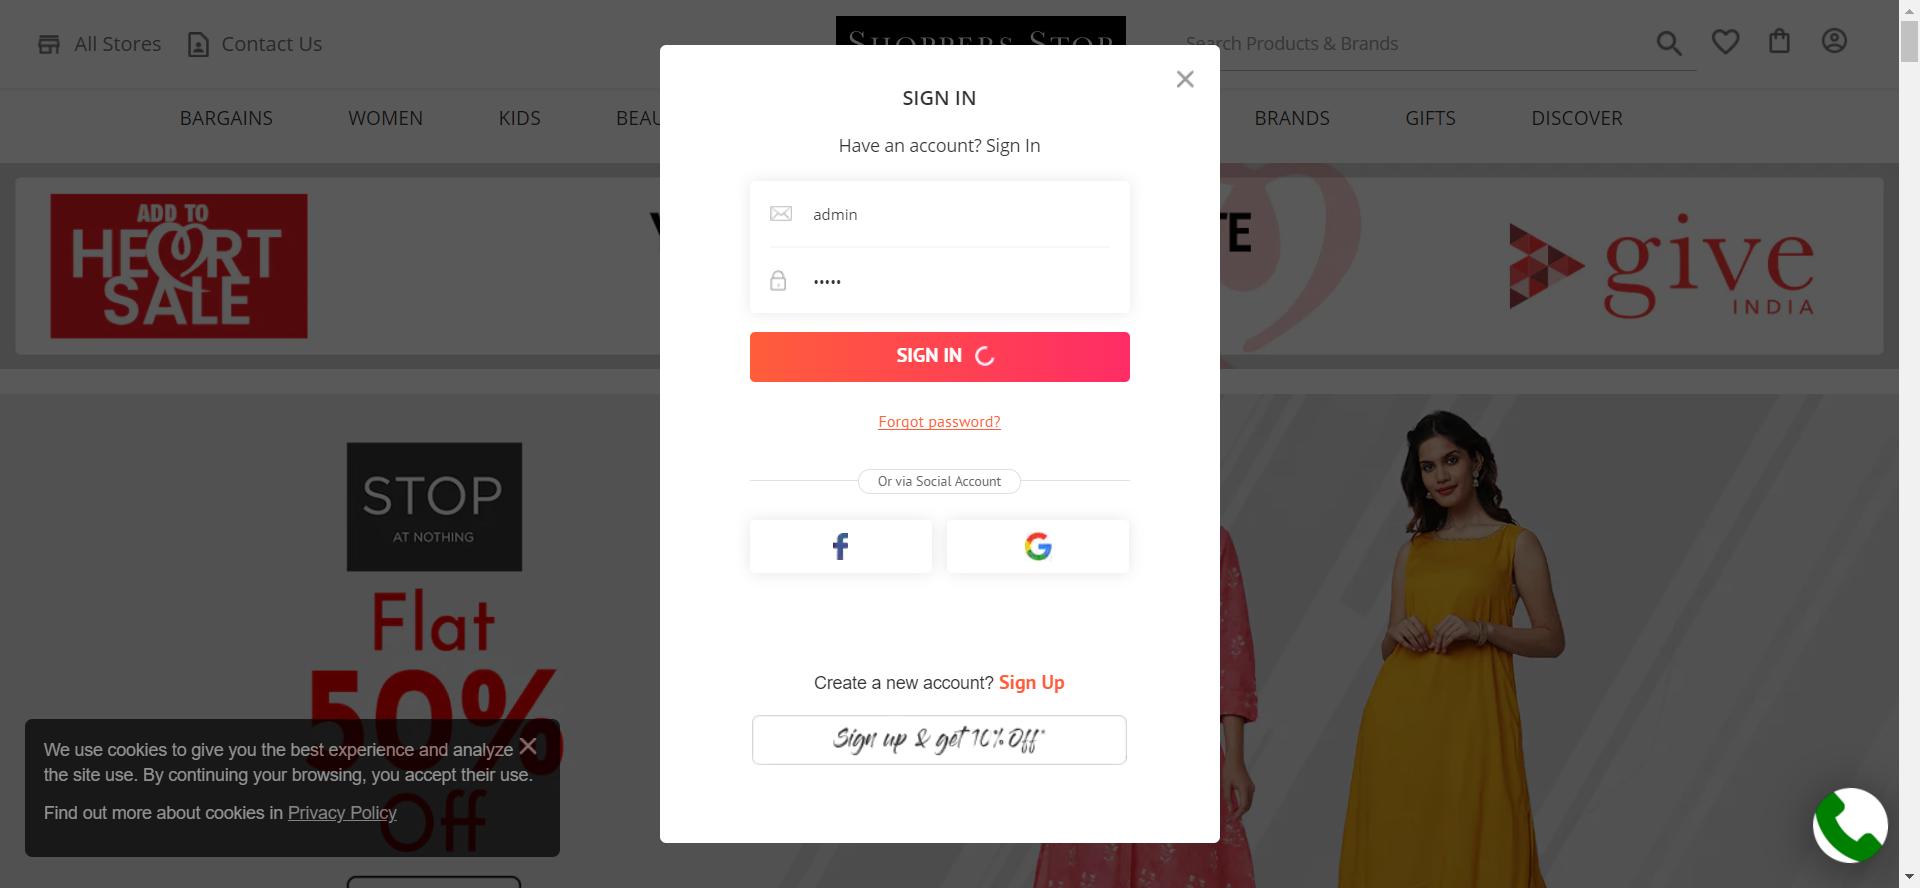 All Stores
Contact Us
SHOPPERS STOP
Search Products & Brands
BARGAINS
WOMEN
KIDS
BEAU
BRANDS
GIFTS
DISCOVER
ADD TO
HEART
SALE
TE
give
INDIA
SIGN IN
Have an account? Sign In
admin
•••••
SIGN IN
Forgot password?
Or via Social Account
Create a new account? Sign Up
Sign up & get 10% Off*
STOP
AT NOTHING
Flat
50%
Off
We use cookies to give you the best experience and analyze
the site use. By continuing your browsing, you accept their use.
Find out more about cookies in Privacy Policy